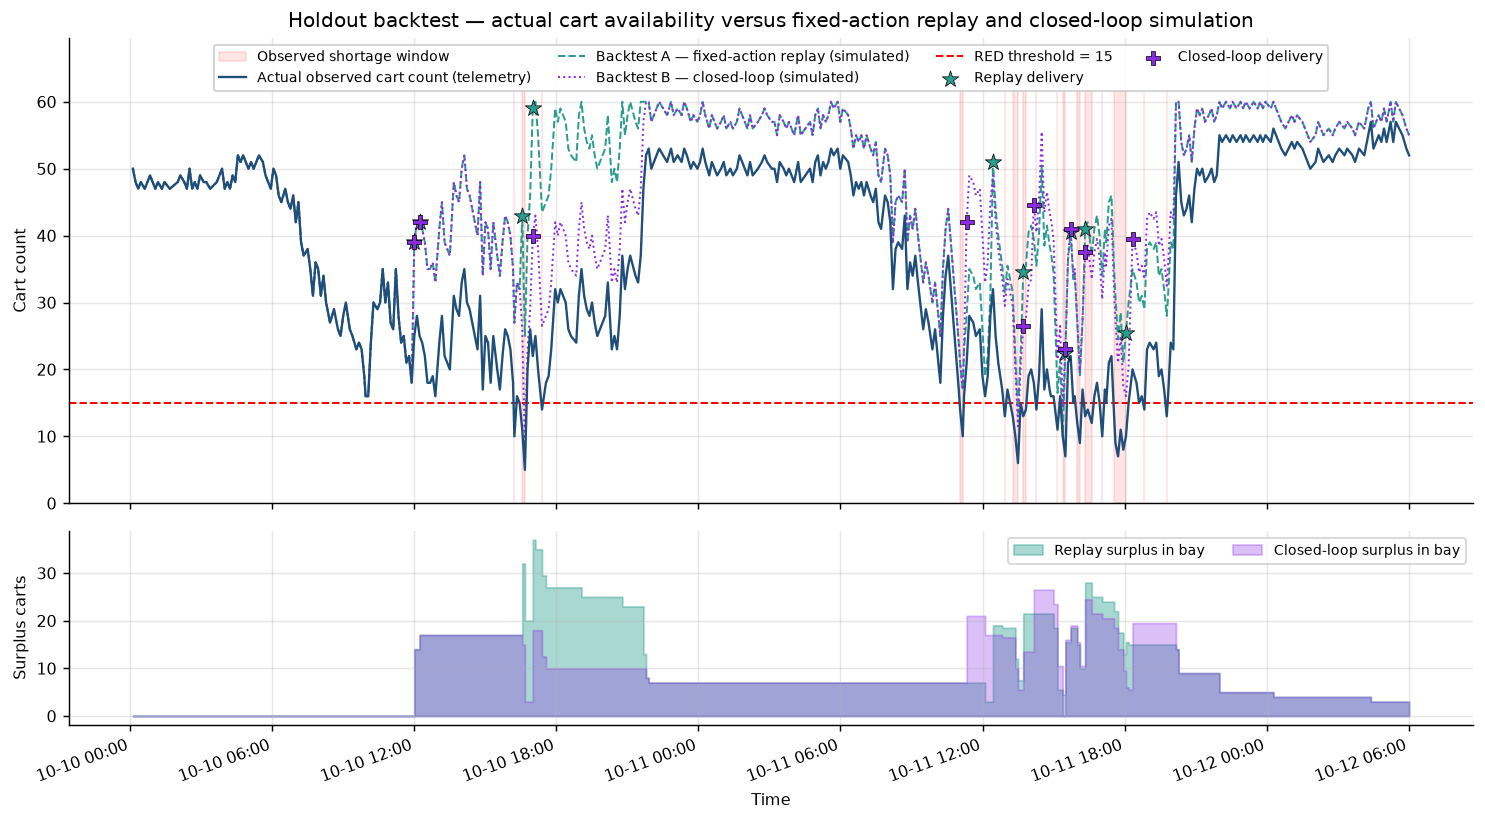 Holdout backtest — actual cart availability versus fixed-action replay and closed-loop simulation
Observed shortage window
Actual observed cart count (telemetry)
Backtest A — fixed-action replay (simulated)
Backtest B — closed-loop (simulated)
RED threshold = 15
Replay delivery
Closed-loop delivery
Cart count
60
50
40
30
20
10
0
Replay surplus in bay
Closed-loop surplus in bay
Surplus carts
30
20
10
0
10-10 00:00
10-10 06:00
10-10 12:00
10-10 18:00
10-11 00:00
10-11 06:00
10-11 12:00
10-11 18:00
10-12 00:00
10-12 06:00
Time